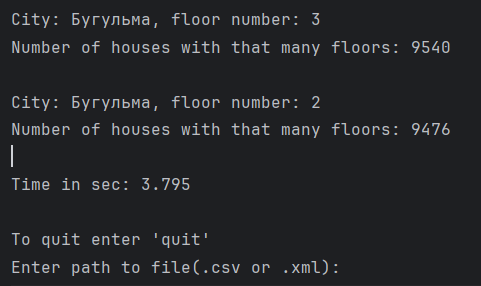 City: Бугульма, floor number: 3
Number of houses with that many floors: 9540
City: Бугульма, floor number: 2
Number of houses with that many floors: 9476
Time in sec: 3.795
To quit enter 'quit'
Enter path to file(.csv or .xml):